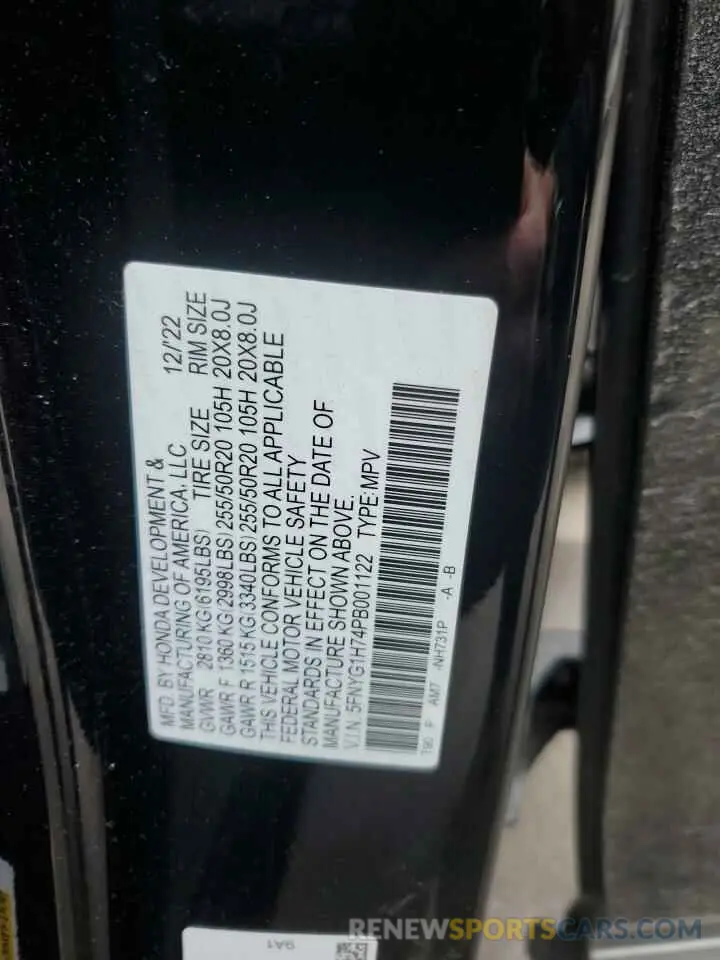 MFD. BY HONDA DEVELOPMENT &
MANUFACTURING OF AMERICA, LLC 12/'22
GVWR 2810 KG(6195LBS) TIRE SIZE RIM SIZE
GAWR F 1360 KG(2998LBS) 255/50R20 105H 20X8.0J
GAWR R 1515 KG(3340LBS) 255/50R20 105H 20X8.0J
THIS VEHICLE CONFORMS TO ALL APPLICABLE
FEDERAL MOTOR VEHICLE SAFETY
STANDARDS IN EFFECT ON THE DATE OF
MANUFACTURE SHOWN ABOVE.
V.I.N. 5FNYG1H74PB001122 TYPE:MPV
T90 P AM7 NH731P -A -B
9A1
RENEWSPORTSCARS.COM